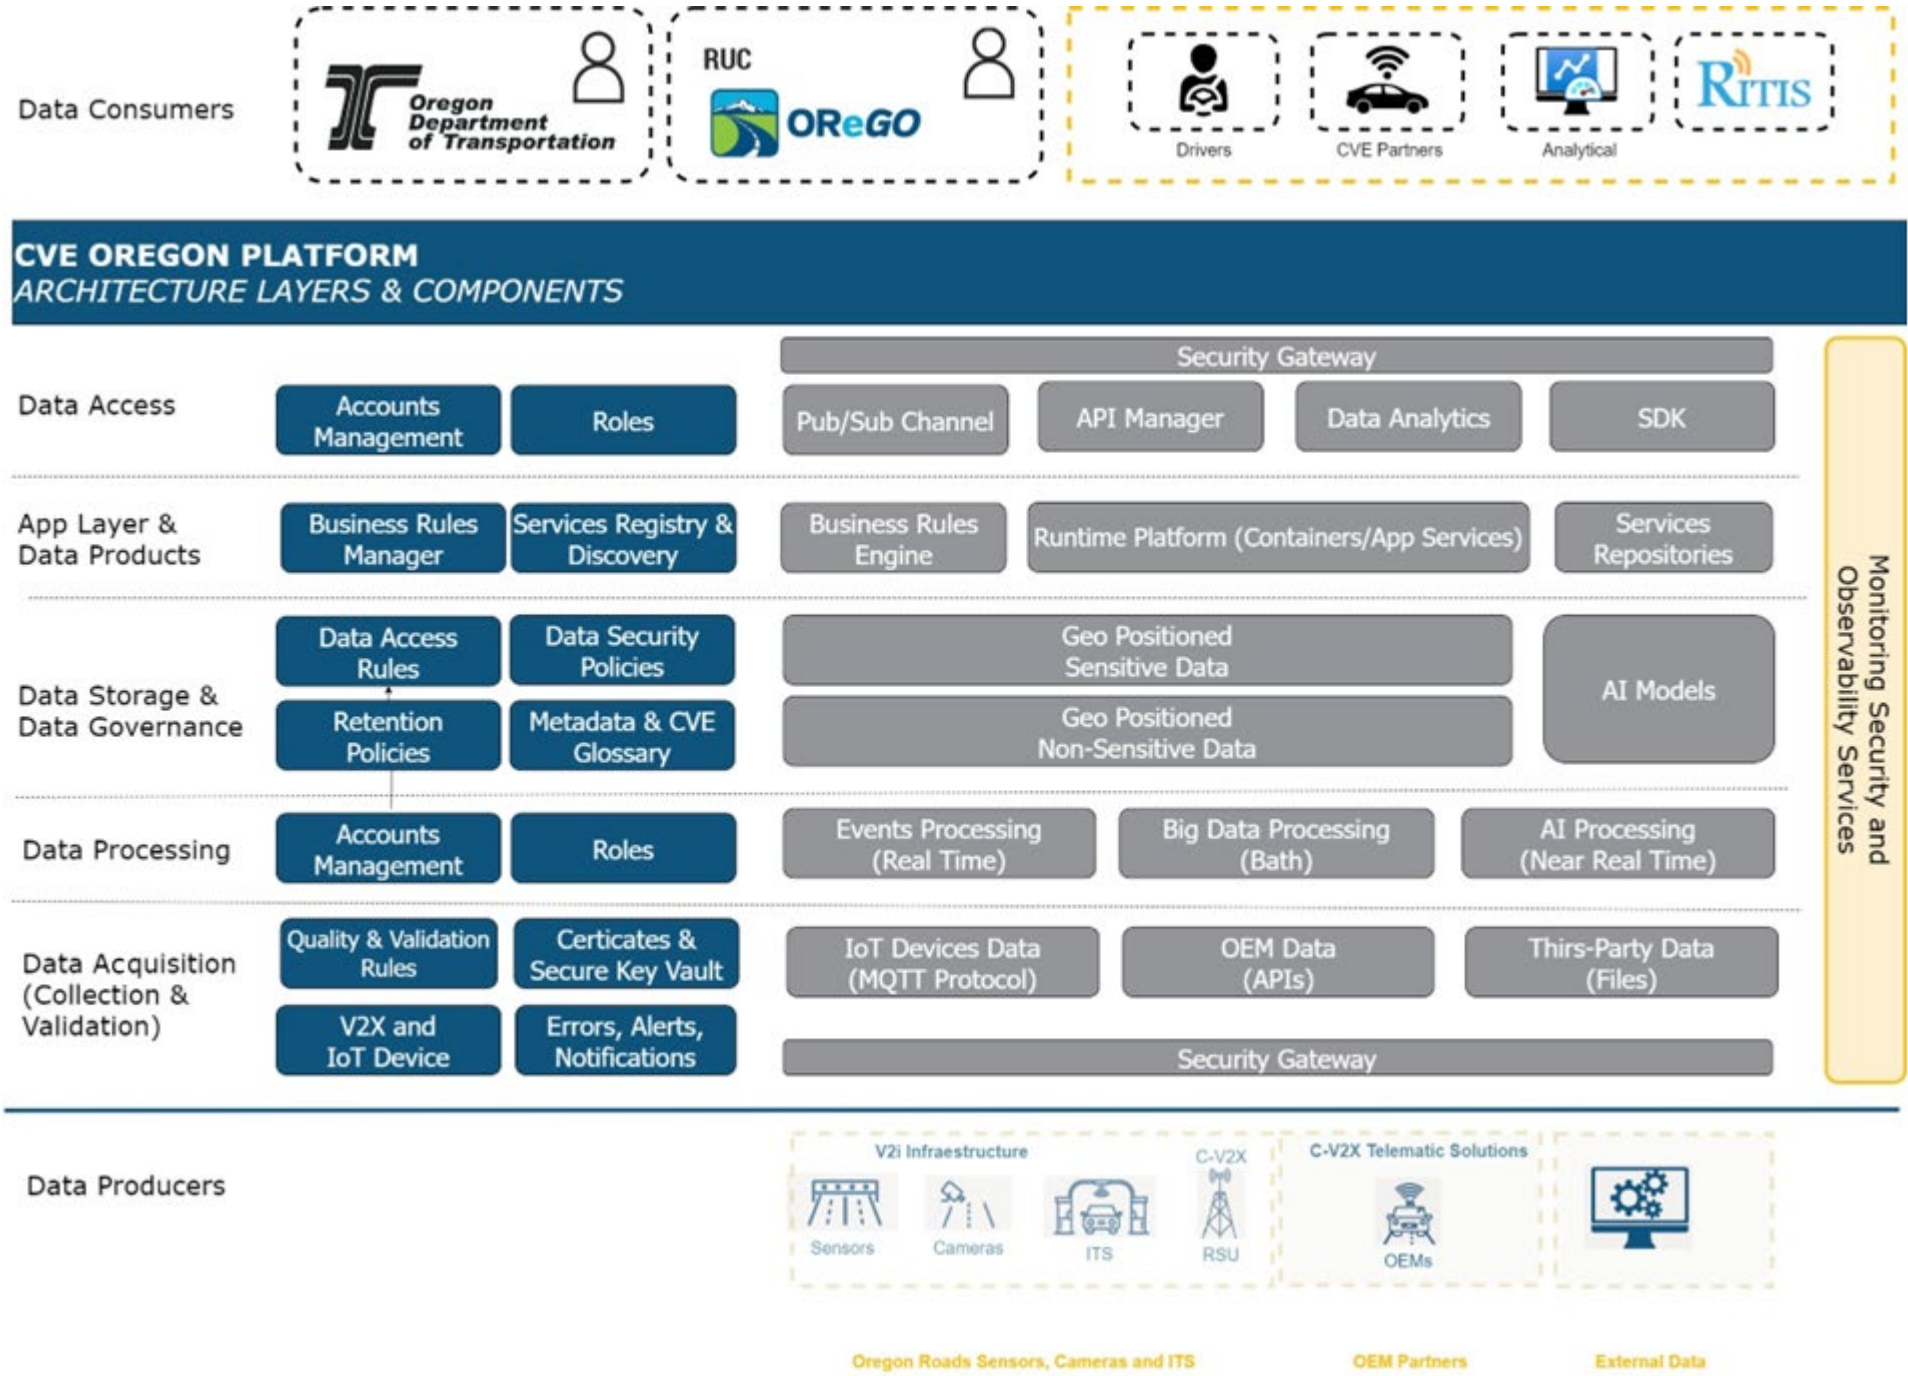 Data Consumers
Oregon
Department
of Transportation
RUC
OReGO
Drivers
CVE Partners
Analytical
RITIS
CVE OREGON PLATFORM
ARCHITECTURE LAYERS & COMPONENTS
Data Access
Accounts
Management
Roles
Security Gateway
Pub/Sub Channel
API Manager
Data Analytics
SDK
App Layer &
Data Products
Business Rules
Manager
Services Registry &
Discovery
Business Rules
Engine
Runtime Platform (Containers/App Services)
Services
Repositories
Data Storage &
Data Governance
Data Access
Rules
Data Security
Policies
Retention
Policies
Metadata & CVE
Glossary
Geo Positioned
Sensitive Data
Geo Positioned
Non-Sensitive Data
AI Models
Data Processing
Accounts
Management
Roles
Events Processing
(Real Time)
Big Data Processing
(Bath)
AI Processing
(Near Real Time)
Data Acquisition
(Collection &
Validation)
Quality & Validation
Rules
Certicates &
Secure Key Vault
V2X and
IoT Device
Errors, Alerts,
Notifications
IoT Devices Data
(MQTT Protocol)
OEM Data
(APIs)
Thirs-Party Data
(Files)
Security Gateway
Monitoring Security and
Observability Services
Data Producers
V2i Infraestructure
Sensors
Cameras
ITS
C-V2X
RSU
C-V2X Telematic Solutions
OEMs
Oregon Roads Sensors, Cameras and ITS
OEM Partners
External Data